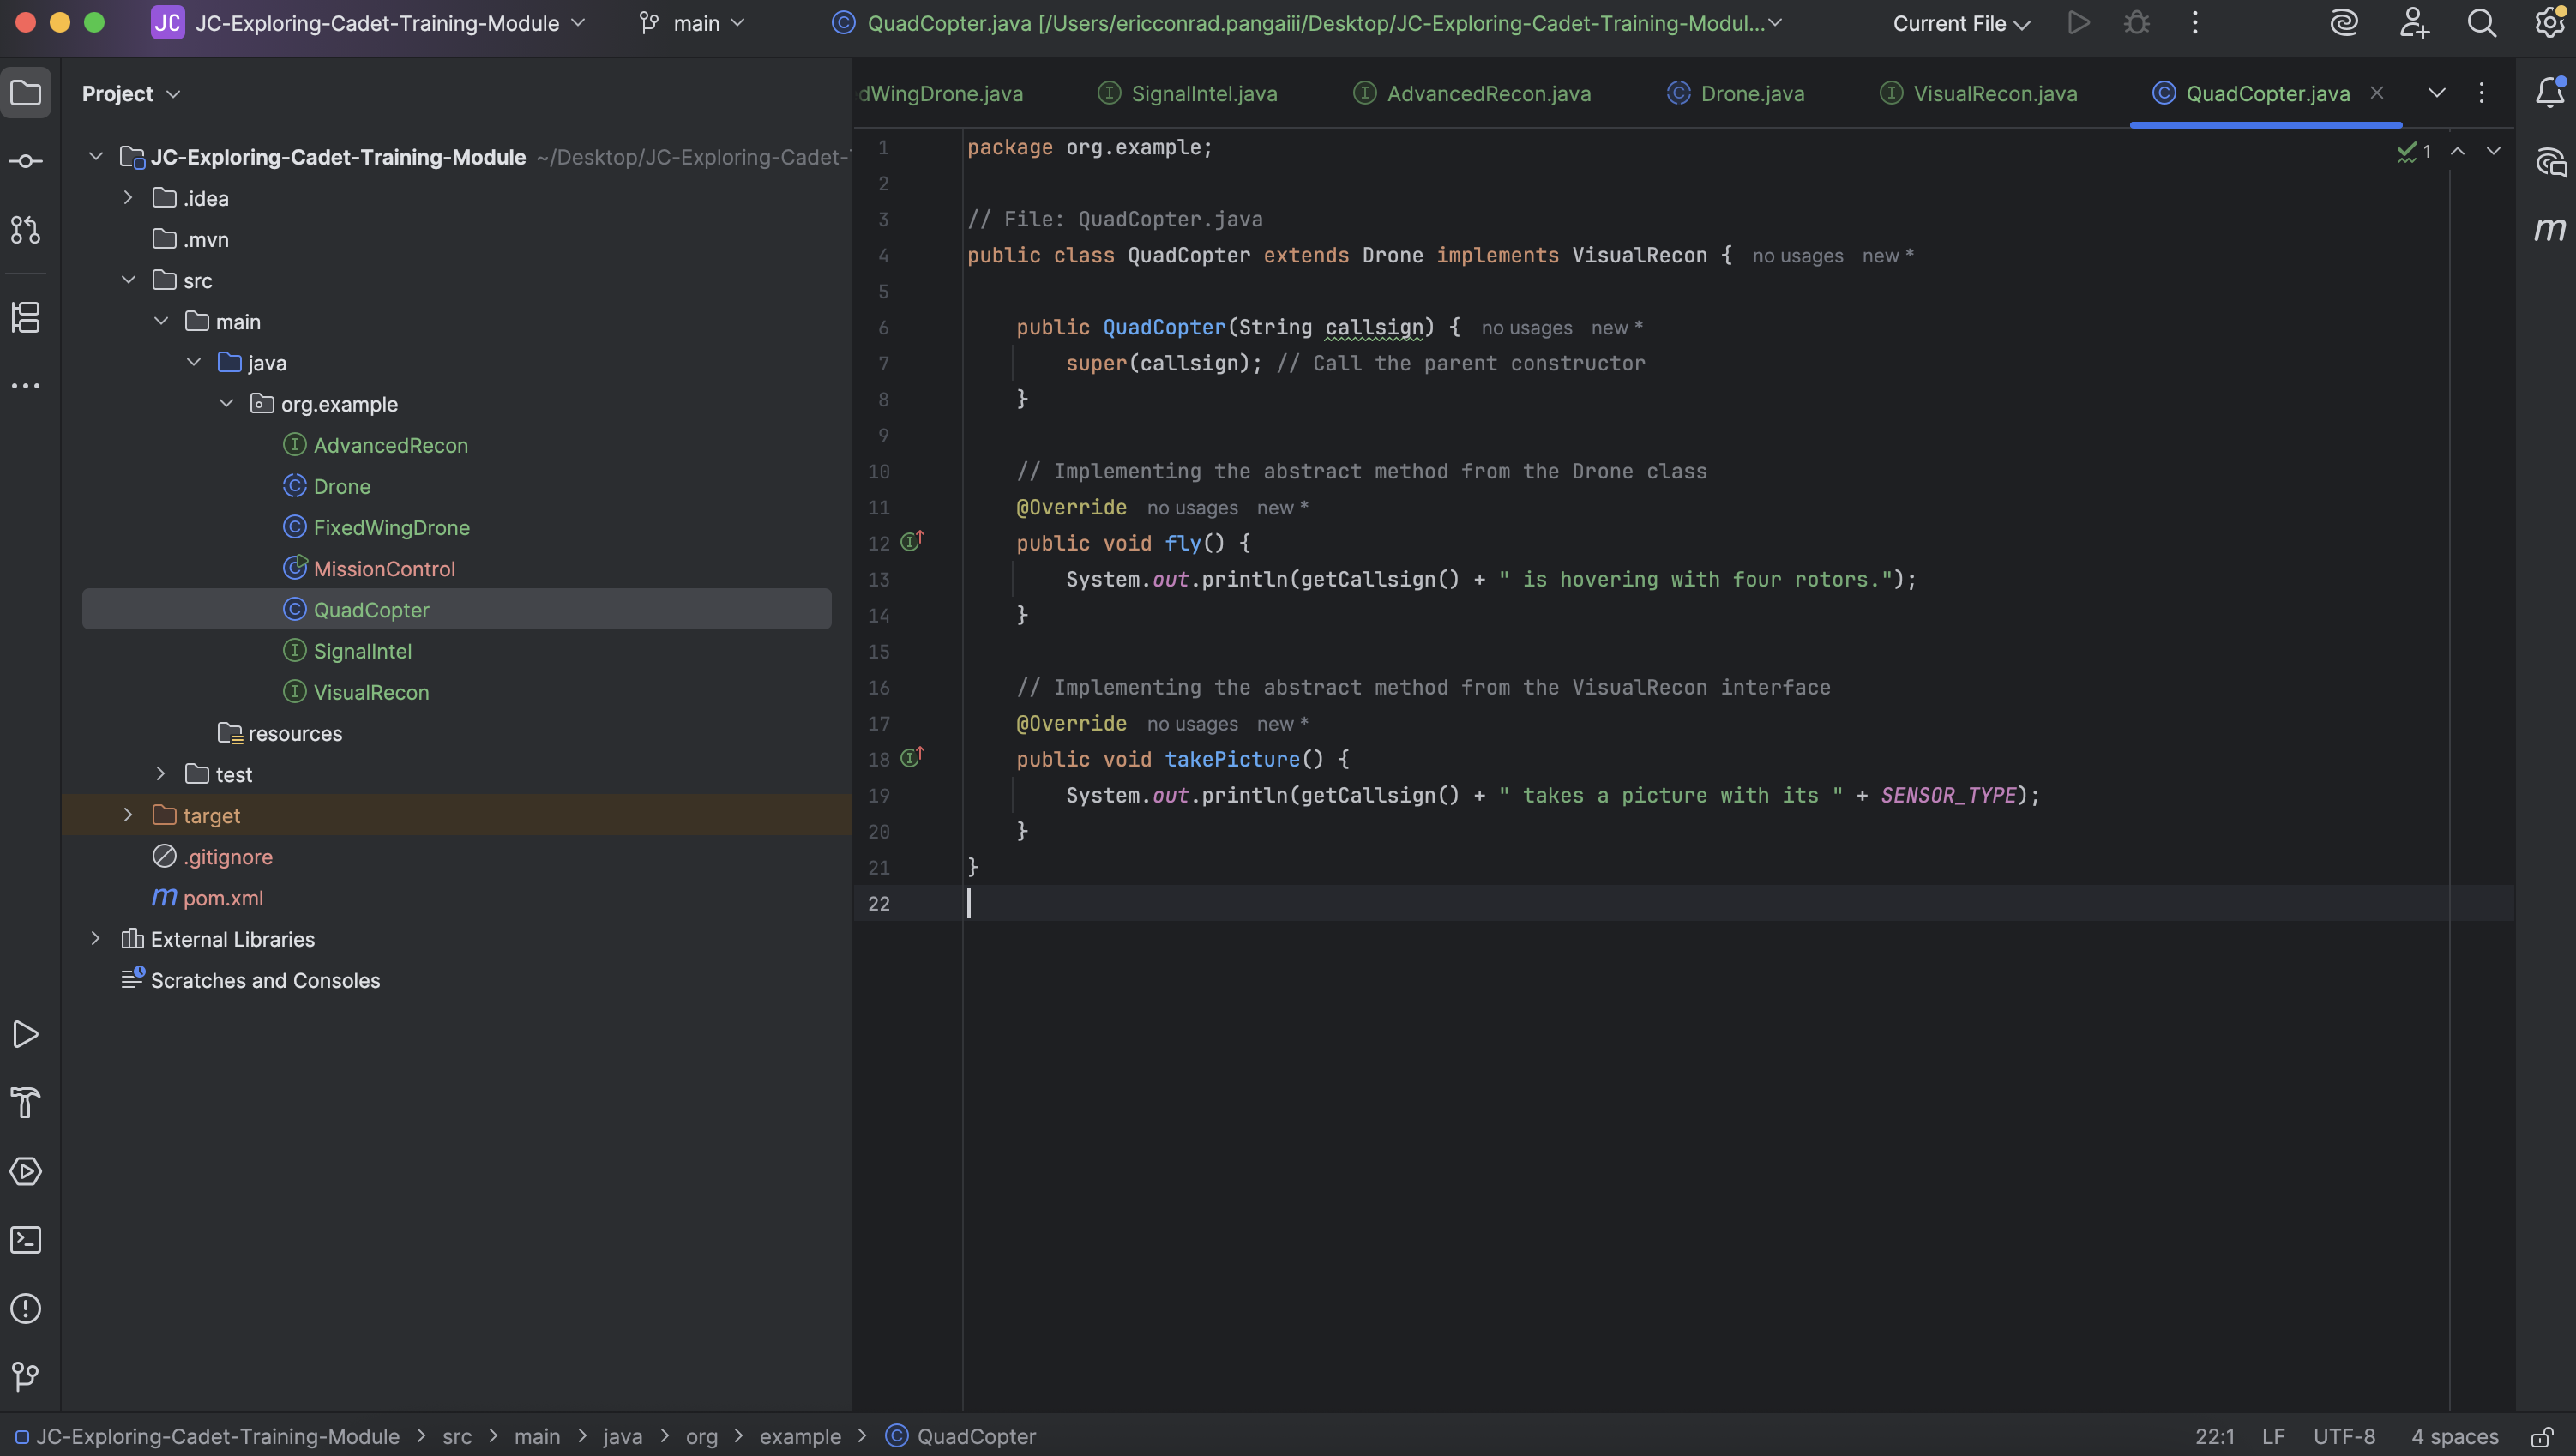 JC JC-Exploring-Cadet-Training-Module main QuadCopter.java [/Users/ericconrad.pangaiii/Desktop/JC-Exploring-Cadet-Training-Modul... Current File
Project
JC-Exploring-Cadet-Training-Module ~/Desktop/JC-Exploring-Cadet-
.idea
.mvn
src
main
java
org.example
AdvancedRecon
Drone
FixedWingDrone
MissionControl
QuadCopter
SignalIntel
VisualRecon
resources
test
target
.gitignore
m pom.xml
External Libraries
Scratches and Consoles
dWingDrone.java SignalIntel.java AdvancedRecon.java Drone.java VisualRecon.java QuadCopter.java
1
m
1 package org.example;
2
3 // File: QuadCopter.java
4 public class QuadCopter extends Drone implements VisualRecon { no usages new *
5
6 public QuadCopter(String callsign) { no usages new *
7 super(callsign); // Call the parent constructor
8 }
9
10 // Implementing the abstract method from the Drone class
11 @Override no usages new *
12 public void fly() {
13 System.out.println(getCallsign() + " is hovering with four rotors.");
14 }
15
16 // Implementing the abstract method from the VisualRecon interface
17 @Override no usages new *
18 public void takePicture() {
19 System.out.println(getCallsign() + " takes a picture with its " + SENSOR_TYPE);
20 }
21 }
22
JC-Exploring-Cadet-Training-Module > src > main > java > org > example > QuadCopter 22:1 LF UTF-8 4 spaces